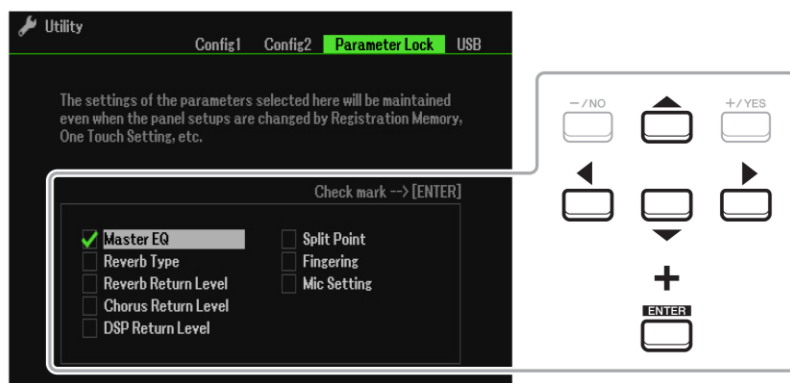 Utility
Config1 Config2 Parameter Lock USB
The settings of the parameters selected here will be maintained
even when the panel setups are changed by Registration Memory,
One Touch Setting, etc.
Check mark --> [ENTER]
Master EQ
Reverb Type
Reverb Return Level
Chorus Return Level
DSP Return Level
Split Point
Fingering
Mic Setting
−/NO
+/YES
+
ENTER